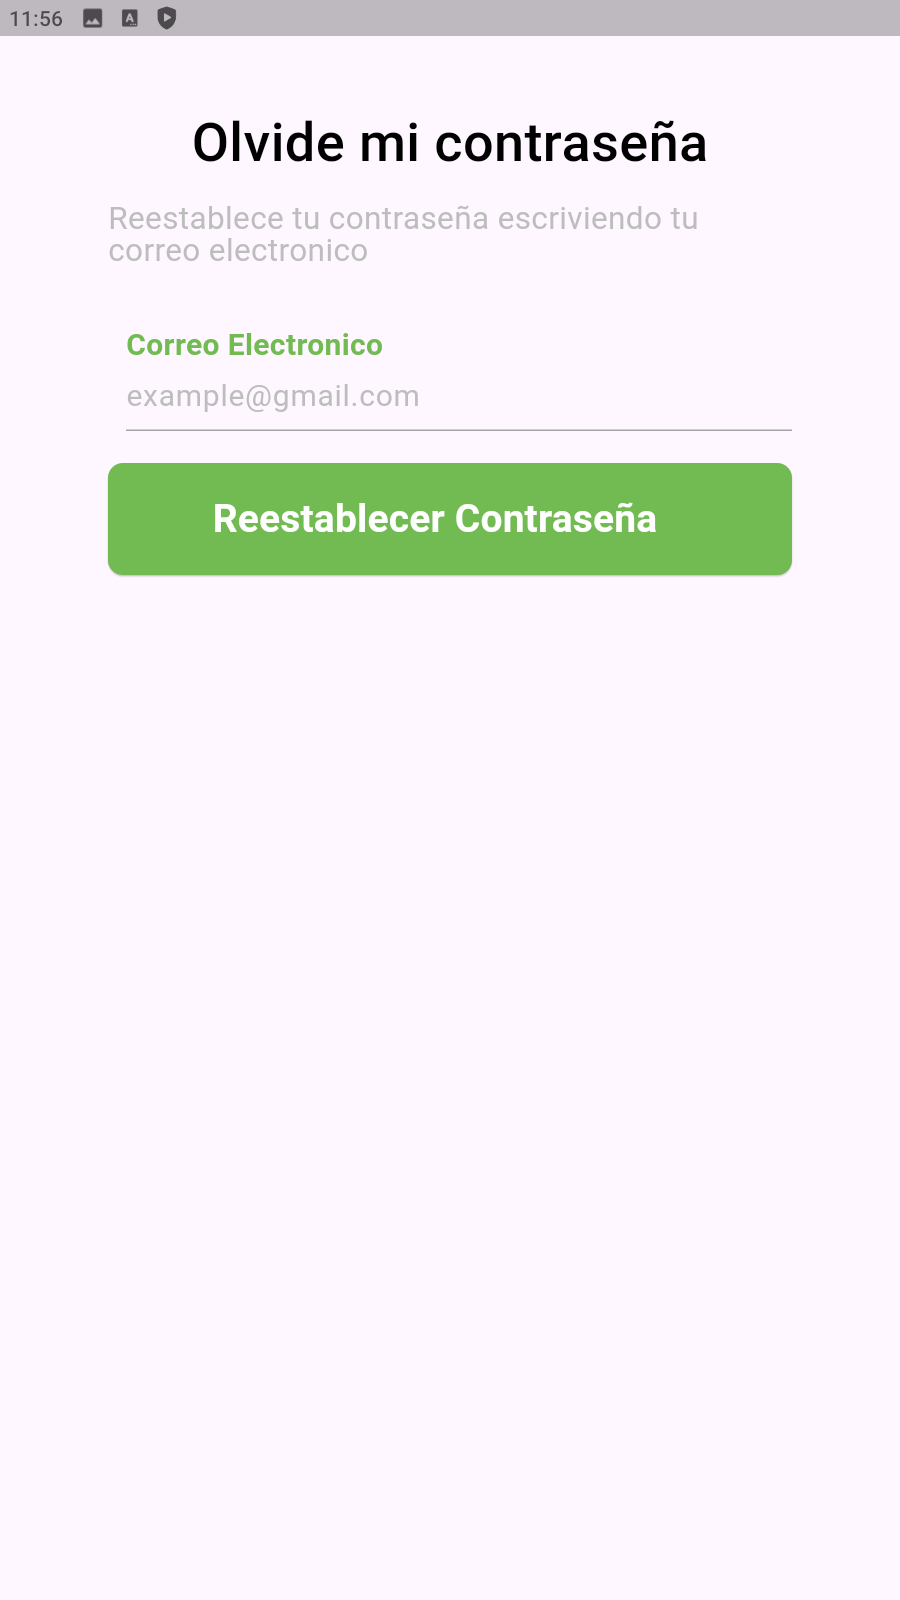 11:56
Olvide mi contraseña
Reestablece tu contraseña escriviendo tu
correo electronico
Correo Electronico
example@gmail.com
Reestablecer Contraseña